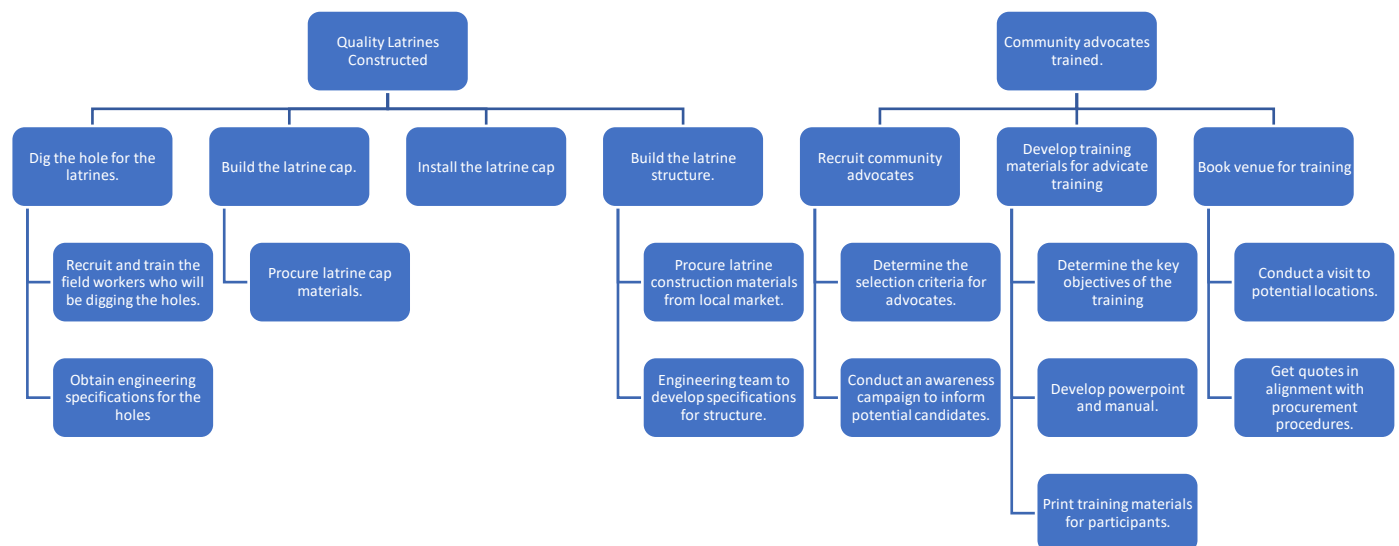 Quality Latrines
Constructed
Community advocates
trained.
Dig the hole for the
latrines.
Build the latrine cap.
Install the latrine cap
Build the latrine
structure.
Recruit community
advocates
Develop training
materials for advicate
training
Book venue for training
Recruit and train the
field workers who will
be digging the holes.
Procure latrine cap
materials.
Procure latrine
construction materials
from local market.
Determine the
selection criteria for
advocates.
Determine the key
objectives of the
training
Conduct a visit to
potential locations.
Obtain engineering
specifications for the
holes
Engineering team to
develop specifications
for structure.
Conduct an awareness
campaign to inform
potential candidates.
Develop powerpoint
and manual.
Get quotes in
alignment with
procurement
procedures.
Print training materials
for participants.